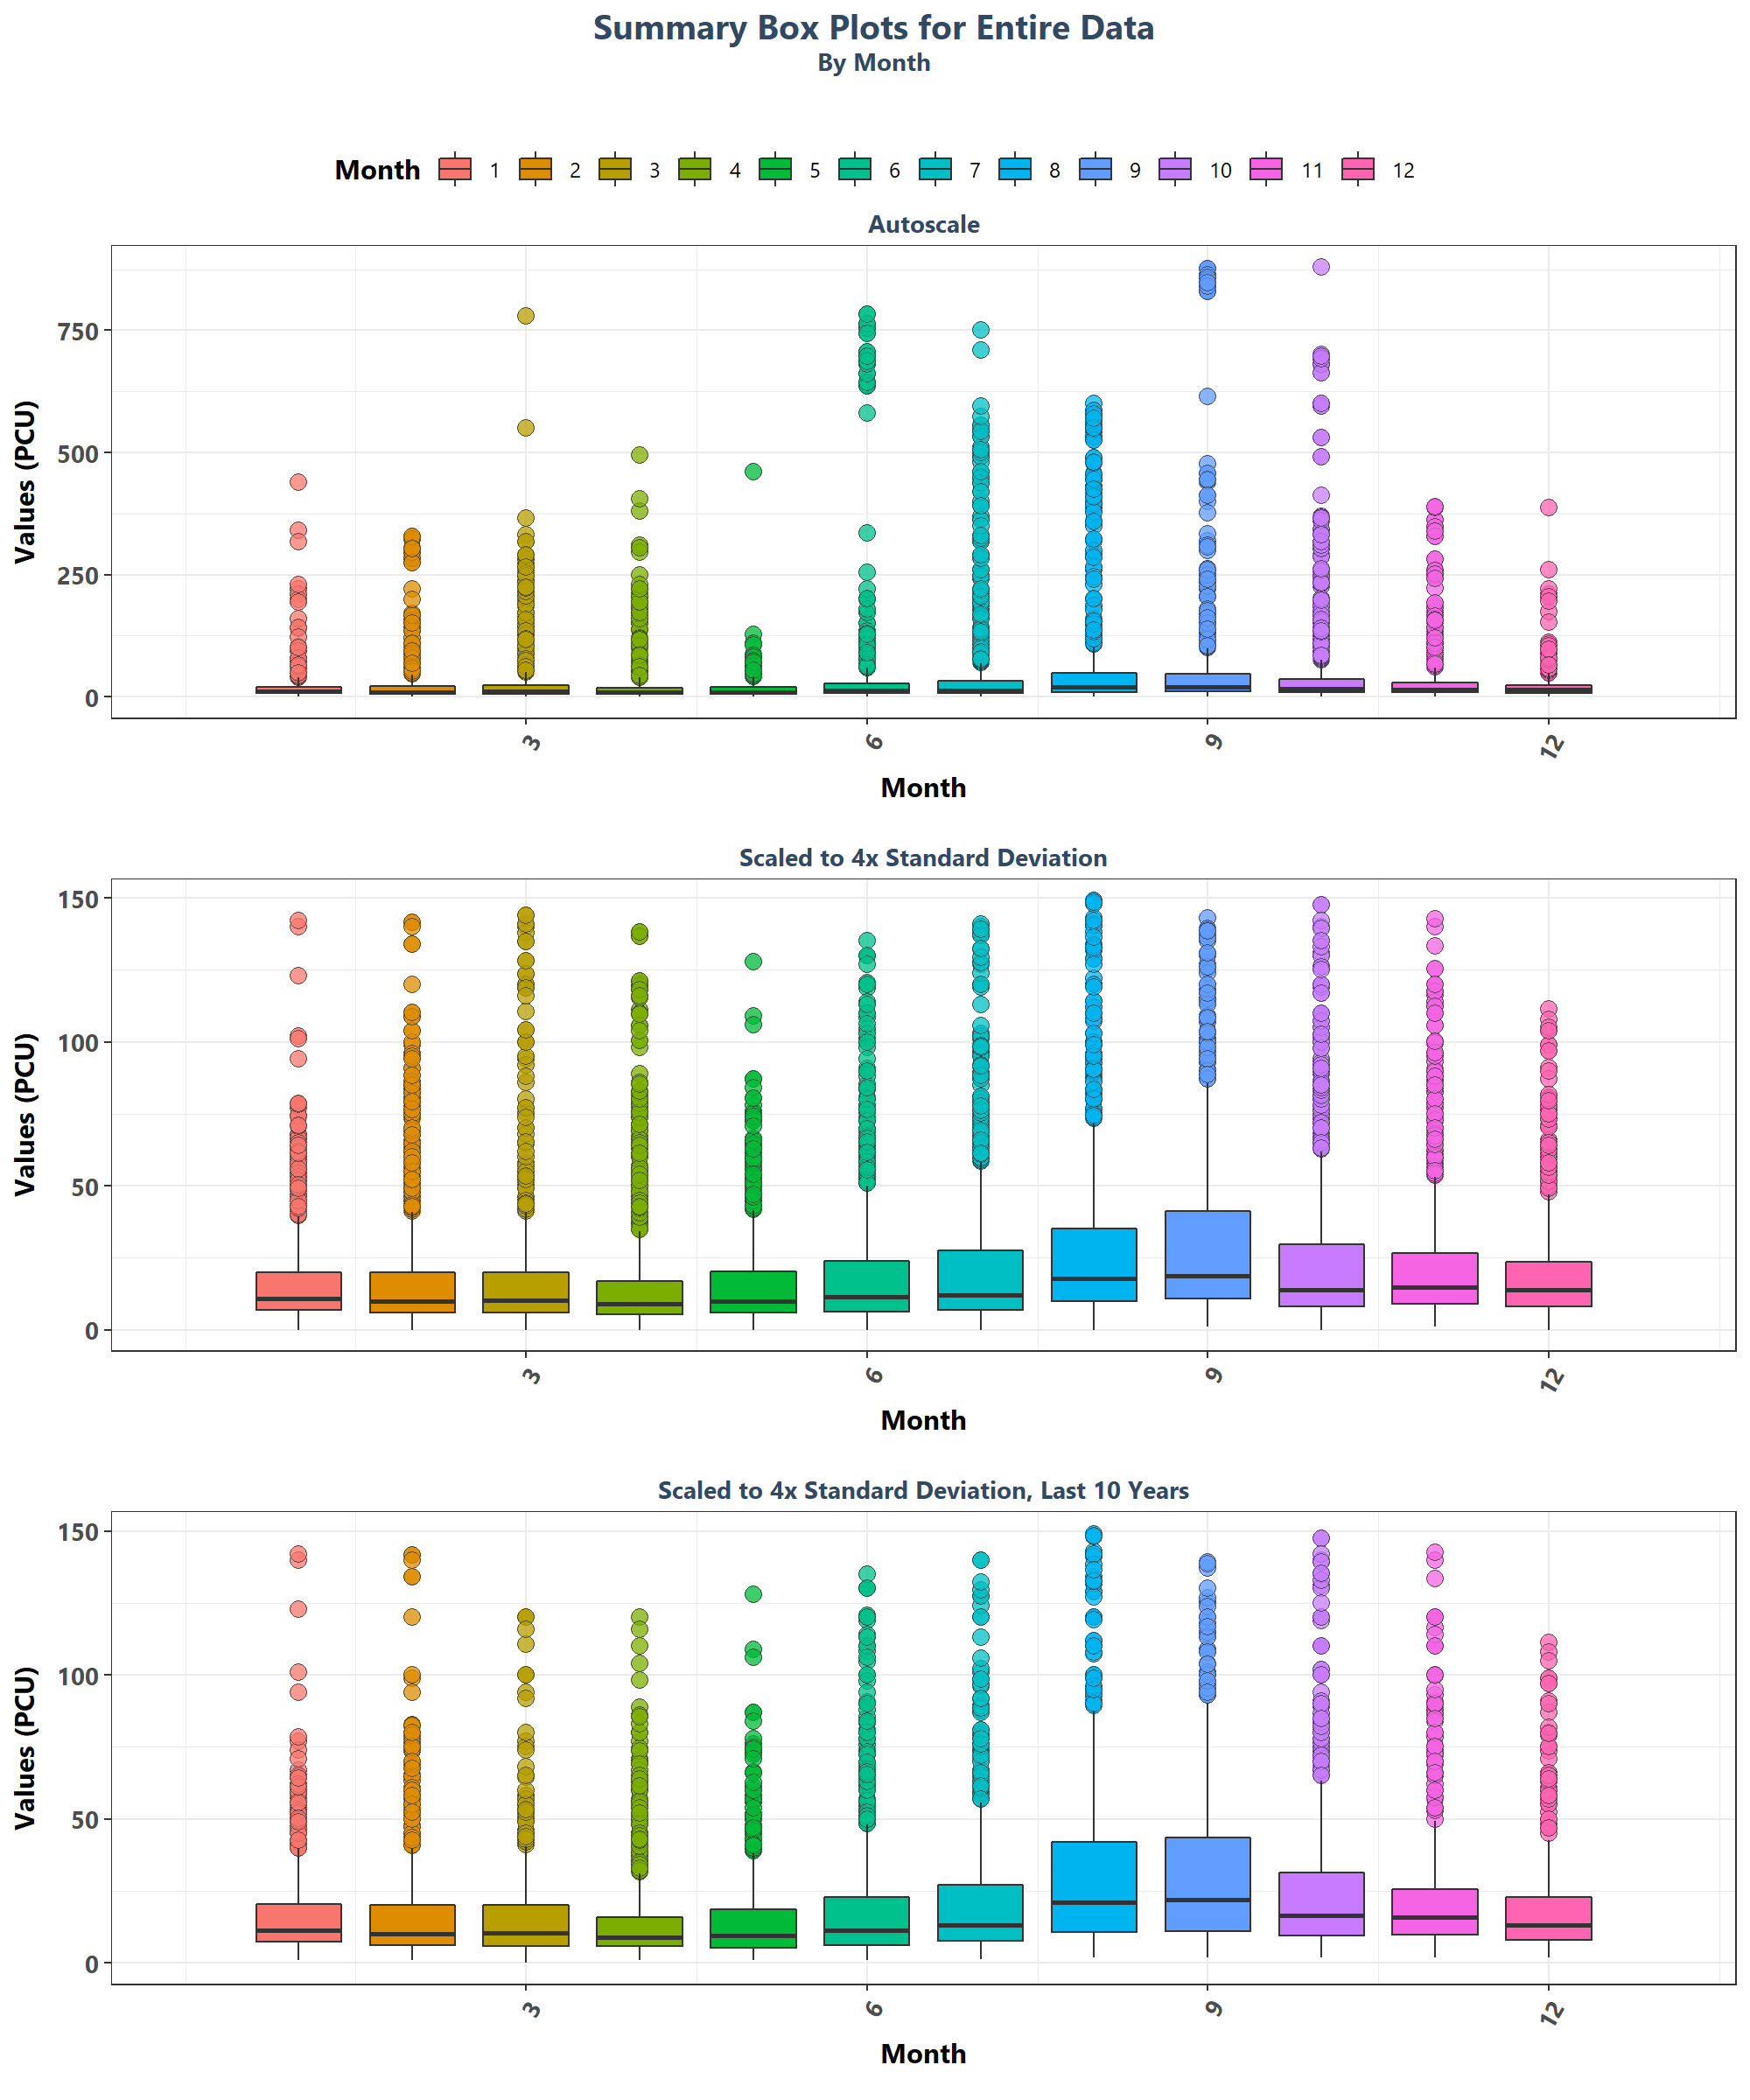 Summary Box Plots for Entire Data
By Month
Month 1 2 3 4 5 6 7 8 9 10 11 12
Autoscale
Values (PCU)
750
500
250
0
3 6 9 12
Month
Scaled to 4x Standard Deviation
Values (PCU)
150
100
50
0
3 6 9 12
Month
Scaled to 4x Standard Deviation, Last 10 Years
Values (PCU)
150
100
50
0
3 6 9 12
Month